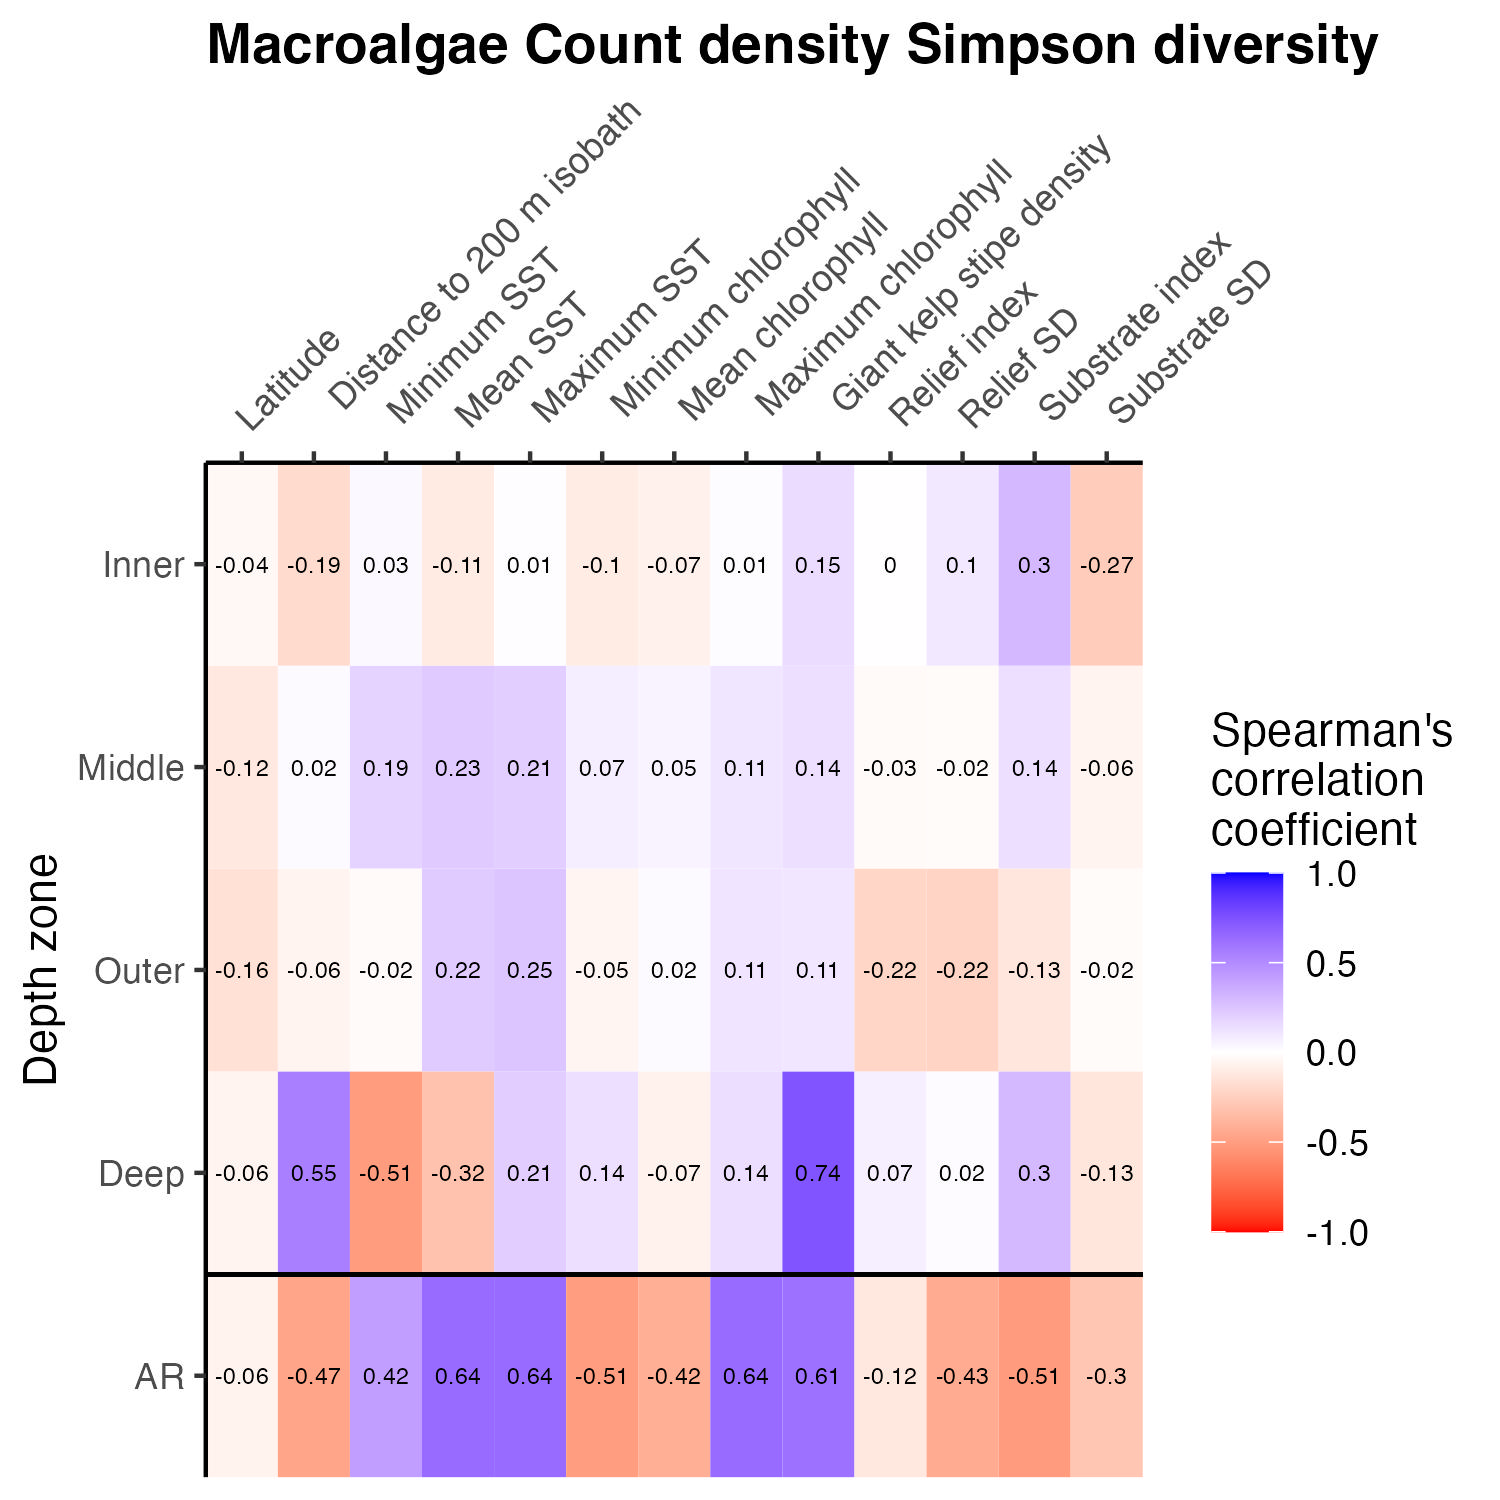 Macroalgae Count density Simpson diversity
Latitude
Distance to 200 m isobath
Minimum SST
Mean SST
Maximum SST
Minimum chlorophyll
Mean chlorophyll
Maximum chlorophyll
Giant kelp stipe density
Relief index
Relief SD
Substrate index
Substrate SD
Depth zone
Inner -0.04 -0.19 0.03 -0.11 0.01 -0.1 -0.07 0.01 0.15 0 0.1 0.3 -0.27
Middle -0.12 0.02 0.19 0.23 0.21 0.07 0.05 0.11 0.14 -0.03 -0.02 0.14 -0.06
Outer -0.16 -0.06 -0.02 0.22 0.25 -0.05 0.02 0.11 0.11 -0.22 -0.22 -0.13 -0.02
Deep -0.06 0.55 -0.51 -0.32 0.21 0.14 -0.07 0.14 0.74 0.07 0.02 0.3 -0.13
AR -0.06 -0.47 0.42 0.64 0.64 -0.51 -0.42 0.64 0.61 -0.12 -0.43 -0.51 -0.3
Spearman's
correlation
coefficient
1.0
0.5
0.0
-0.5
-1.0